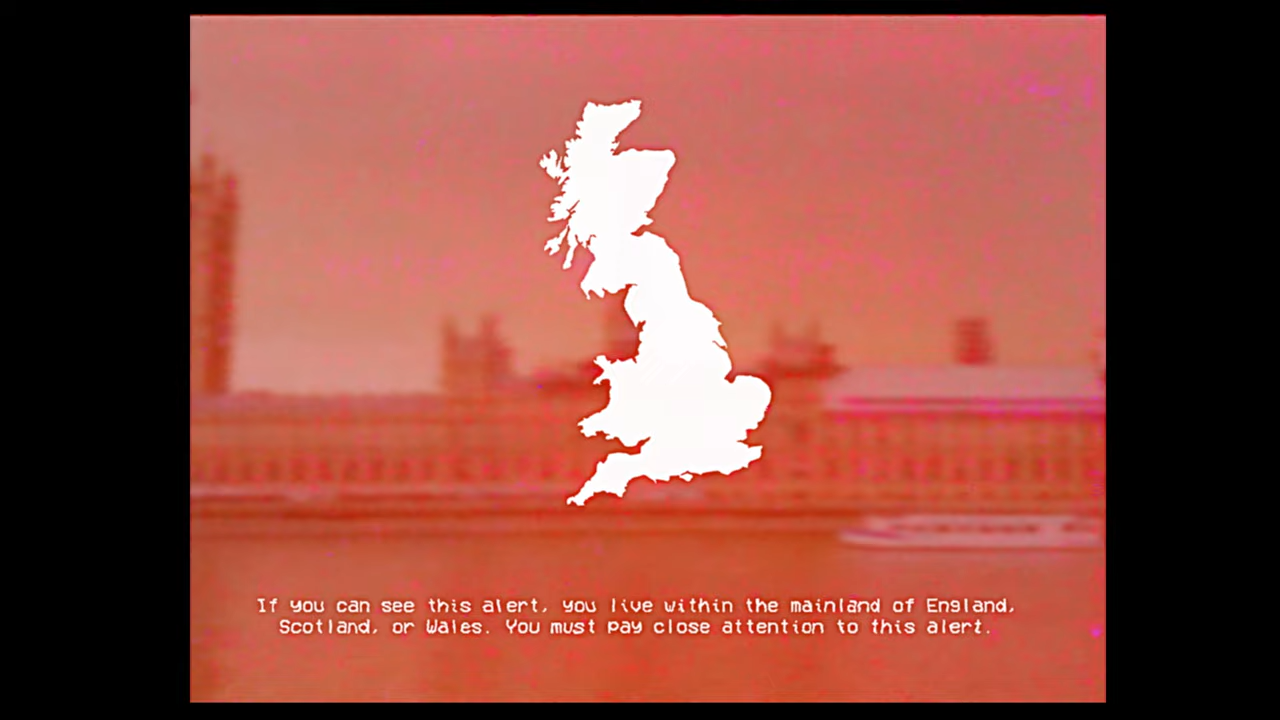 If you can see this alert, you live within the mainland of England,
Scotland, or Wales. You must pay close attention to this alert.